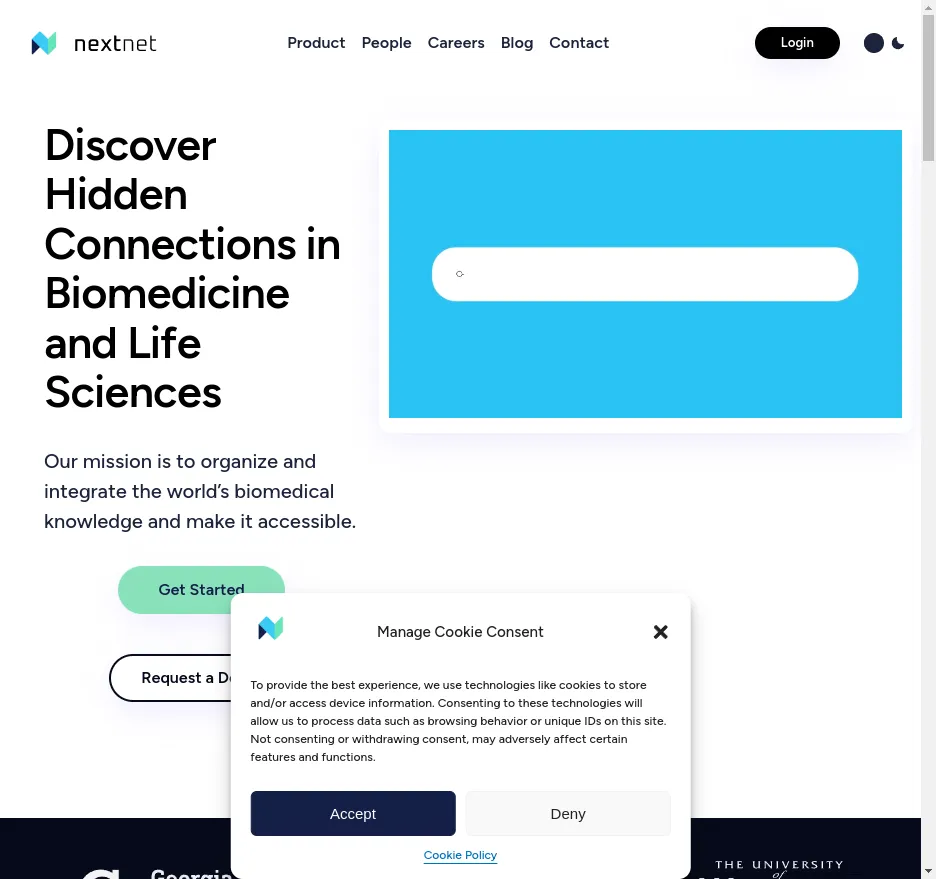 nextnet
Product People Careers Blog Contact
Login
Discover
Hidden
Connections in
Biomedicine
and Life
Sciences
Our mission is to organize and
integrate the world's biomedical
knowledge and make it accessible.
Get Started
Request a
Manage Cookie Consent
To provide the best experience, we use technologies like cookies to store
and/or access device information. Consenting to these technologies will
allow us to process data such as browsing behavior or unique IDs on this site.
Not consenting or withdrawing consent, may adversely affect certain
features and functions.
Accept Deny
Cookie Policy
Georgia
THE UNIVERSITY
of